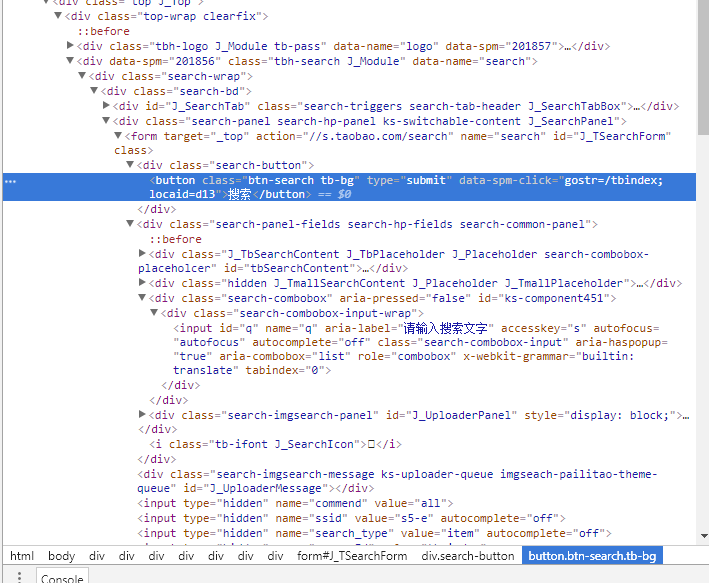 <div class="top J_Top">
▼<div class="top-wrap clearfix">
::before
▶<div class="tbh-logo J_Module tb-pass" data-name="logo" data-spm="201857">…</div>
▼<div data-spm="201856" class="tbh-search J_Module" data-name="search">
▼<div class="search-wrap">
▼<div class="search-bd">
▶<div id="J_SearchTab" class="search-triggers search-tab-header J_SearchTabBox">…</div>
▼<div class="search-panel search-hp-panel ks-switchable-content J_SearchPanel">
▼<form target="_top" action="//s.taobao.com/search" name="search" id="J_TSearchForm"
class>
▼<div class="search-button">
<button class="btn-search tb-bg" type="submit" data-spm-click="gostr=/tbindex;
locaid=d13">搜索</button> == $0
</div>
▼<div class="search-panel-fields search-hp-fields search-common-panel">
::before
▶<div class="J_TbSearchContent J_TbPlaceholder J_Placeholder search-combobox-
placeholcer" id="tbSearchContent">…</div>
▶<div class="hidden J_TmallSearchContent J_Placeholder J_TmallPlaceholder">…</div>
▼<div class="search-combobox" aria-pressed="false" id="ks-component451">
▼<div class="search-combobox-input-wrap">
<input id="q" name="q" aria-label="请输入搜索文字" accesskey="s" autofocus=
"autofocus" autocomplete="off" class="search-combobox-input" aria-haspopup=
"true" aria-combobox="list" role="combobox" x-webkit-grammar="builtin:
translate" tabindex="0">
</div>
</div>
▶<div class="search-imgsearch-panel" id="J_UploaderPanel" style="display: block;">…
</div>
<i class="tb-ifont J_SearchIcon"></i>
</div>
<div class="search-imgsearch-message ks-uploader-queue imgseach-pailitao-theme-
queue" id="J_UploaderMessage"></div>
<input type="hidden" name="commend" value="all">
<input type="hidden" name="ssid" value="s5-e" autocomplete="off">
<input type="hidden" name="search_type" value="item" autocomplete="off">
html body div div div div div div div form#J_TSearchForm div.search-button button.btn-search.tb-bg
Console